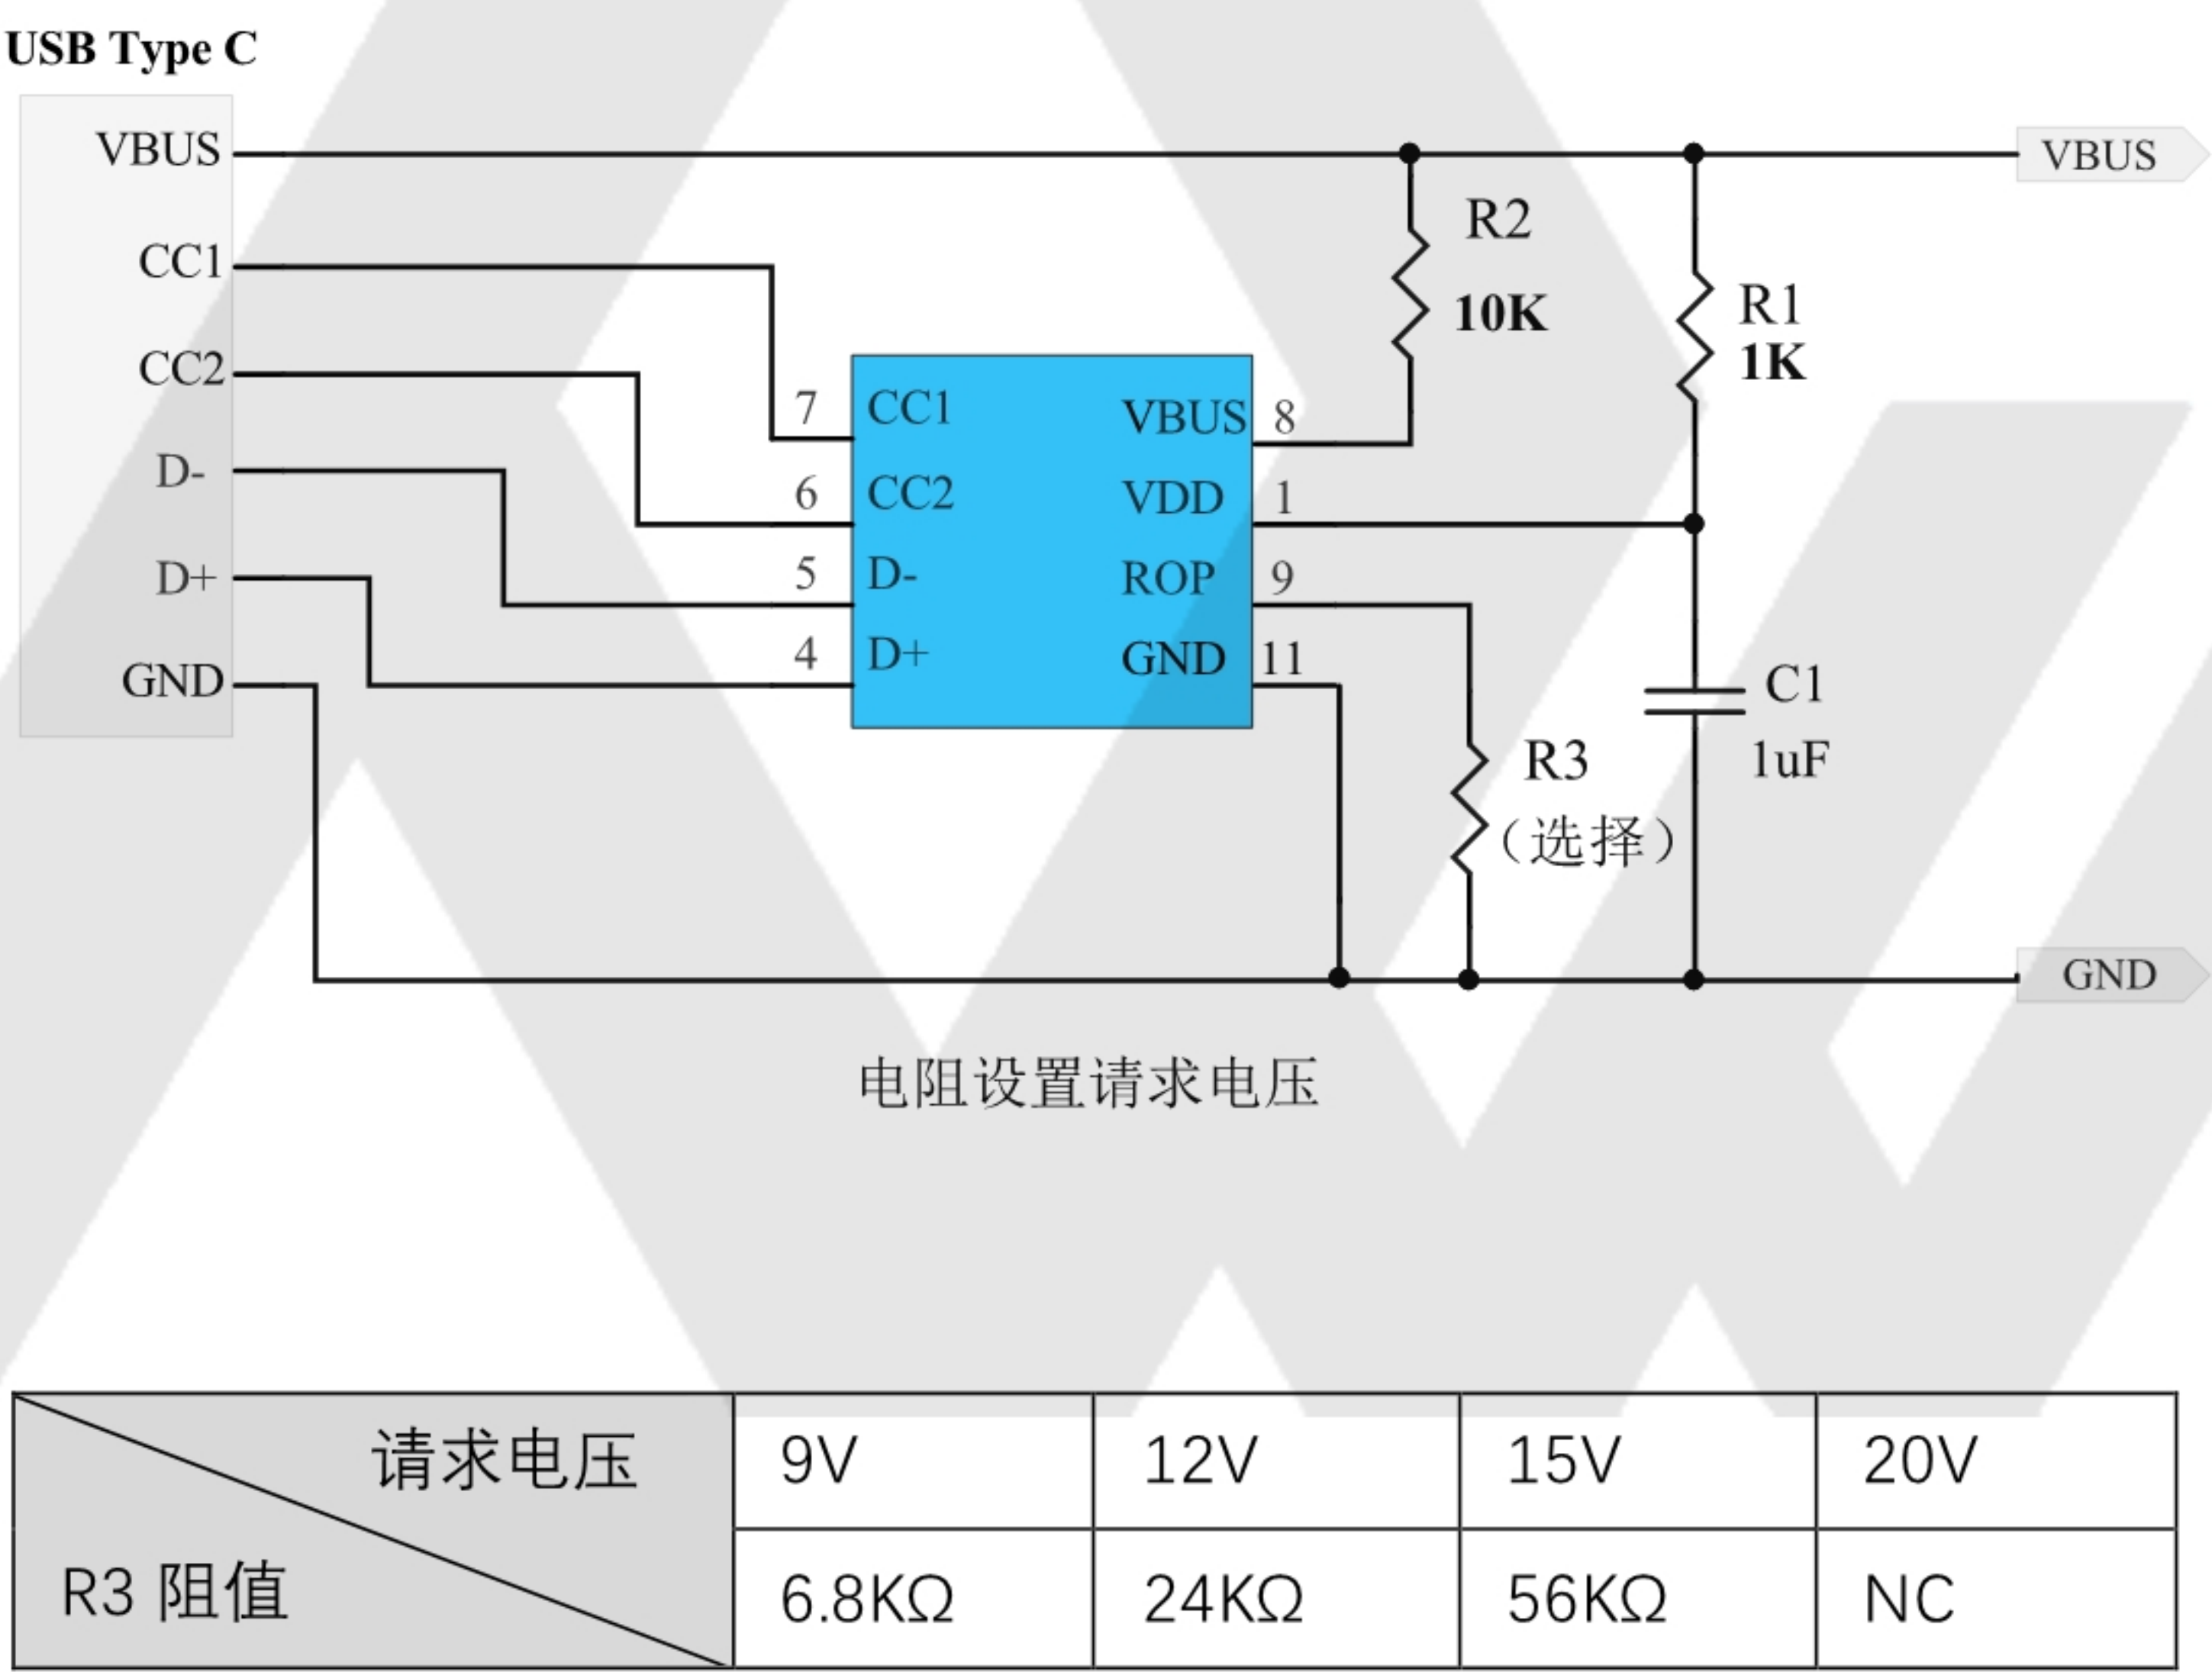 USB Type C
VBUS
VBUS
R2
CC1
R1
10K
1K
CC2
7
CC1
VBUS
8
D-
6
CC2
VDD
1
D+
5
D-
ROP
9
GND
4
D+
GND
11
C1
R3
1uF
（选择）
GND
电阻设置请求电压
请求电压
9V
12V
15V
20V
R3 阻值
6.8KΩ
24KΩ
56KΩ
NC